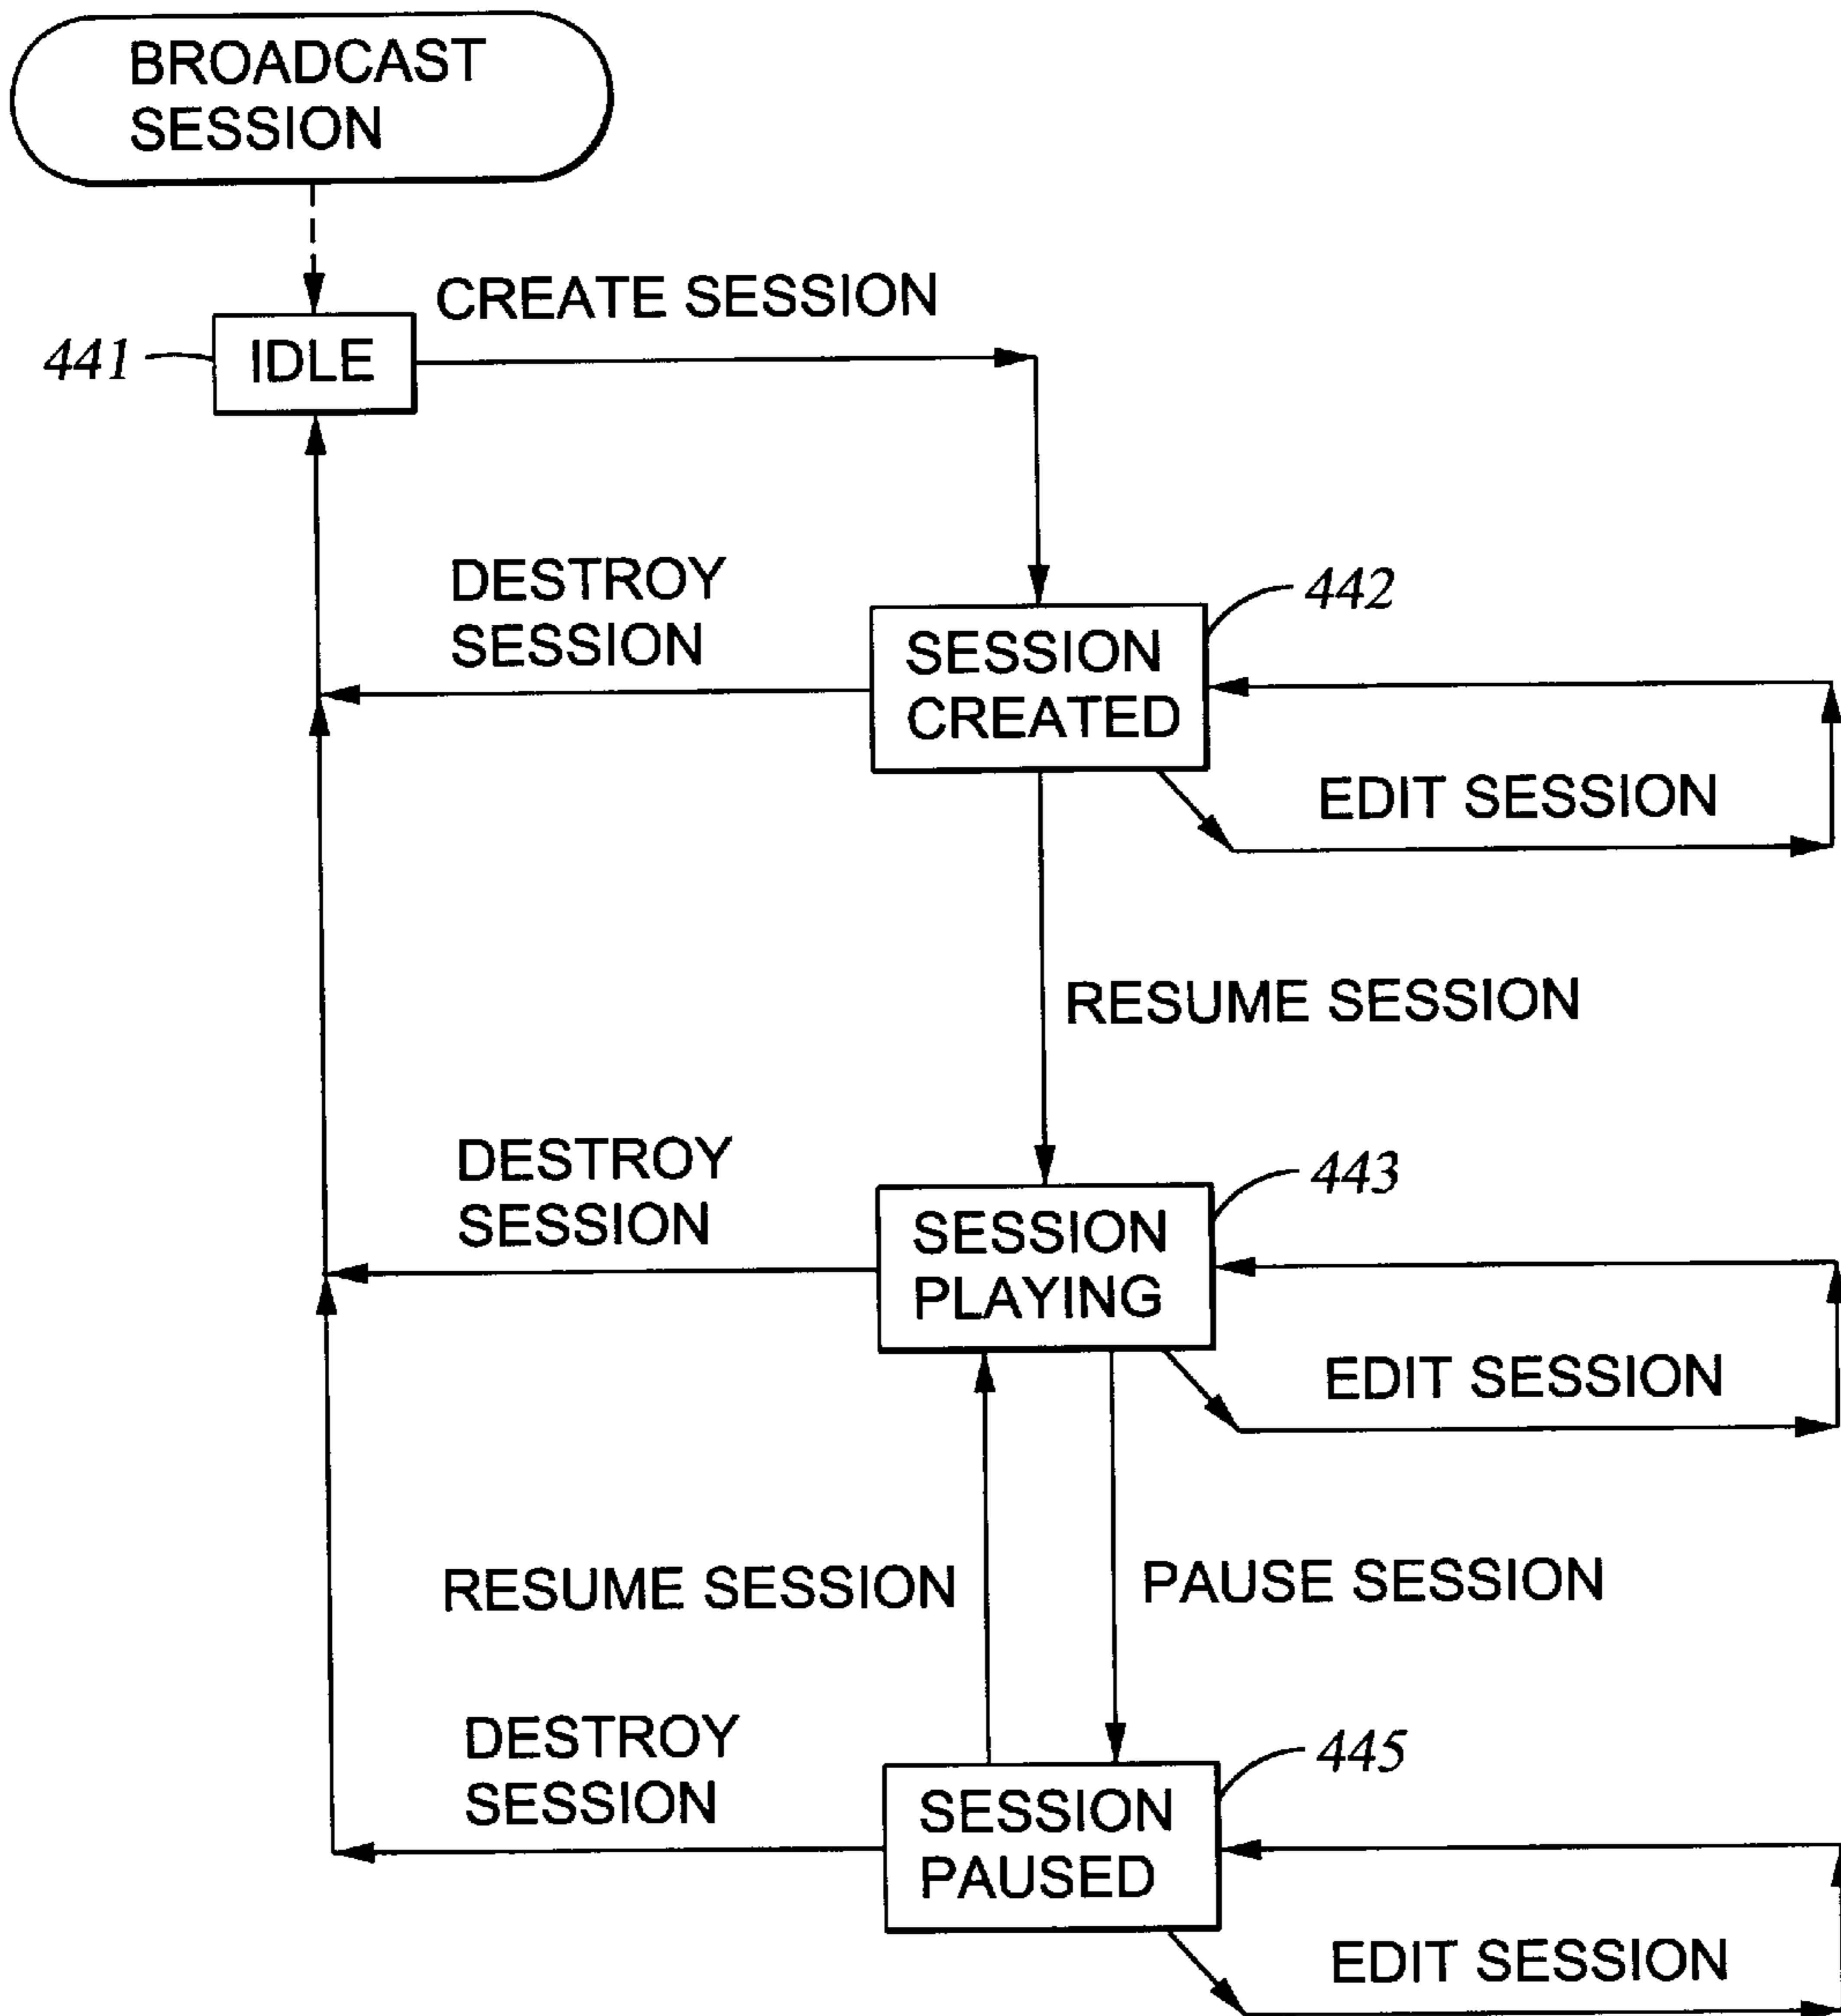 BROADCAST
SESSION
CREATE SESSION
441
IDLE
DESTROY
SESSION
442
SESSION
CREATED
EDIT SESSION
RESUME SESSION
DESTROY
SESSION
443
SESSION
PLAYING
EDIT SESSION
RESUME SESSION
PAUSE SESSION
DESTROY
SESSION
445
SESSION
PAUSED
EDIT SESSION